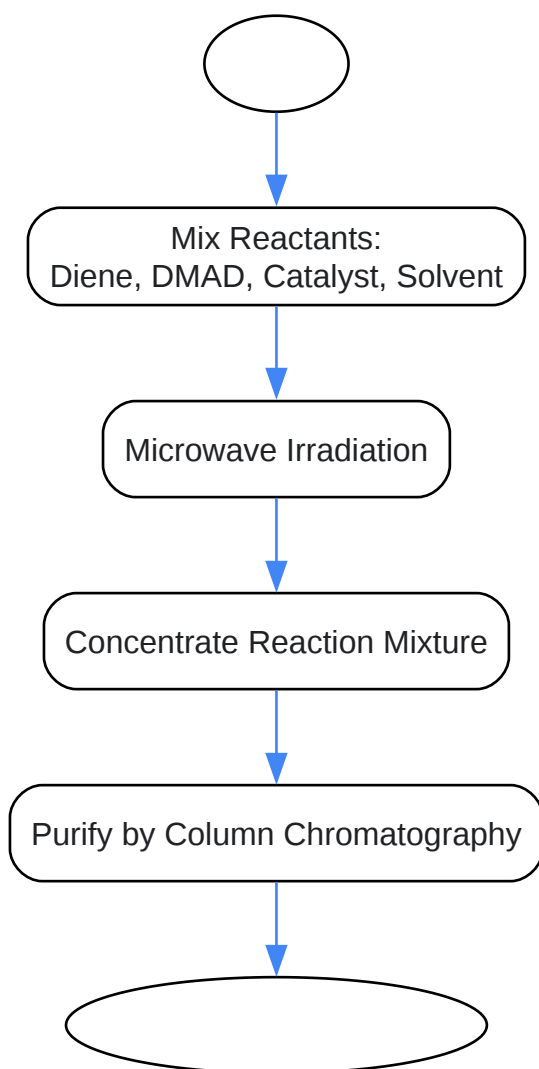 Mix Reactants:
Diene, DMAD, Catalyst, Solvent
Microwave Irradiation
Concentrate Reaction Mixture
Purify by Column Chromatography